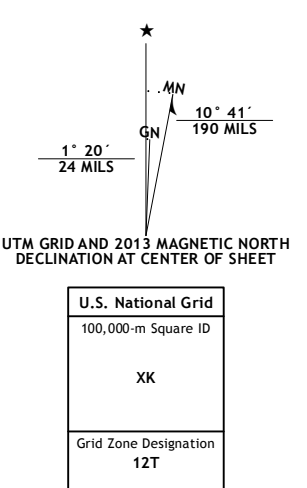 ★
MN
GN
10° 41´
190 MILS
1° 20´
24 MILS
UTM GRID AND 2013 MAGNETIC NORTH
DECLINATION AT CENTER OF SHEET
U.S. National Grid
100,000-m Square ID
XK
Grid Zone Designation
12T